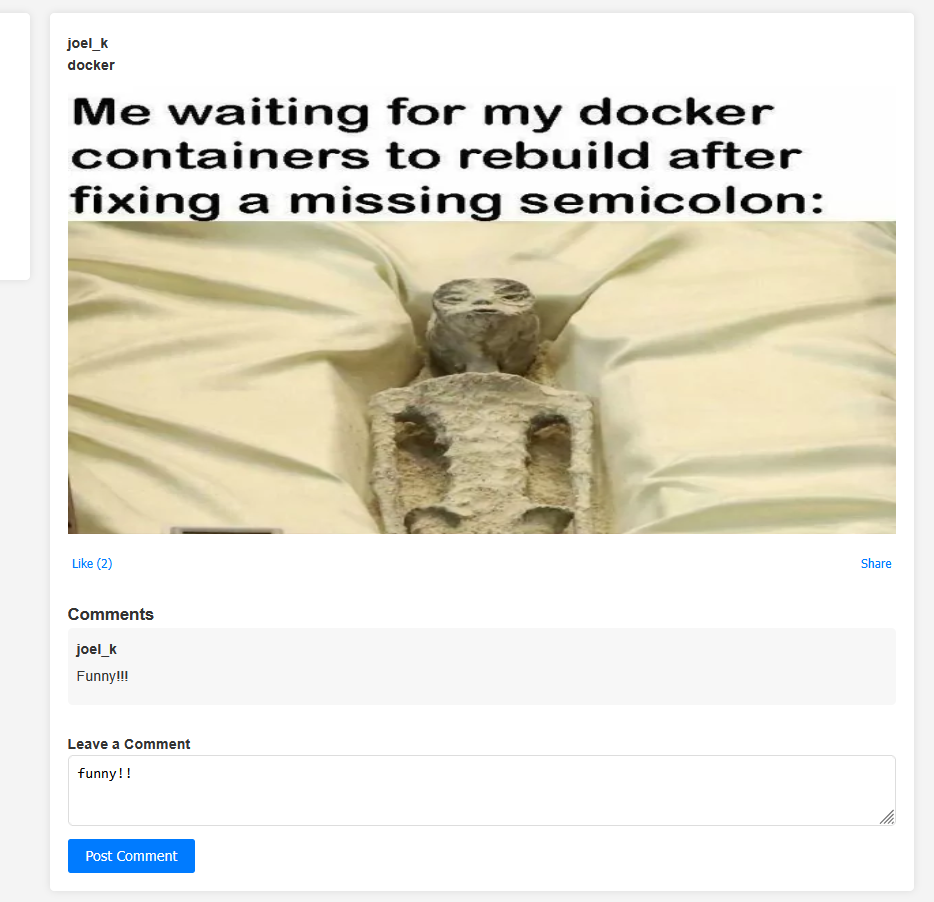 joel_k
docker
Me waiting for my docker
containers to rebuild after
fixing a missing semicolon:
Like (2)
Share
Comments
joel_k
Funny!!!
Leave a Comment
funny!!
Post Comment